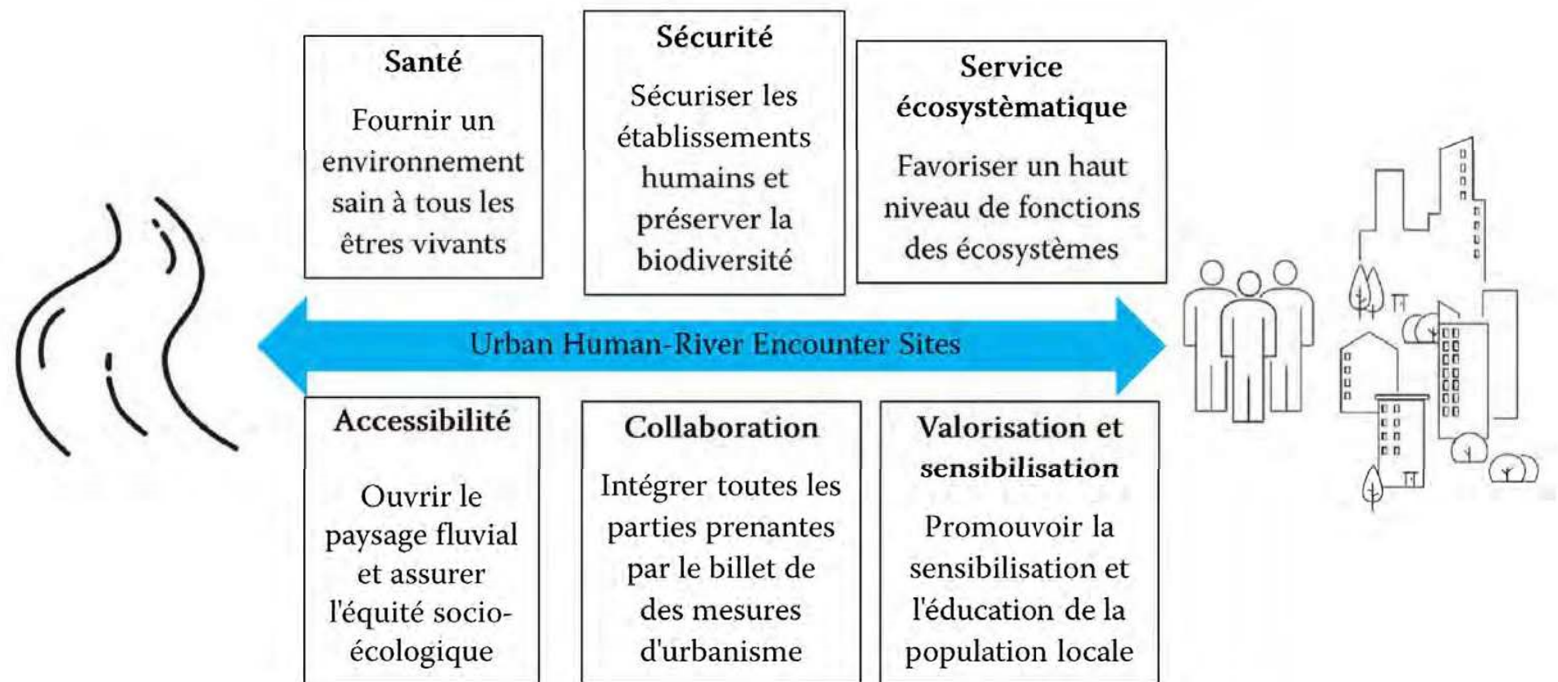 Santé
Fournir un
environnement
sain à tous les
êtres vivants
Sécurité
Sécuriser les
établissements
humains et
préserver la
biodiversité
Service
écosystèmatique
Favoriser un haut
niveau de fonctions
des écosystèmes
Urban Human-River Encounter Sites
Accessibilité
Ouvrir le
paysage fluvial
et assurer
l'équité socio-
écologique
Collaboration
Intégrer toutes les
parties prenantes
par le billet de
des mesures
d'urbanisme
Valorisation et
sensibilisation
Promouvoir la
sensibilisation et
l'éducation de la
population locale